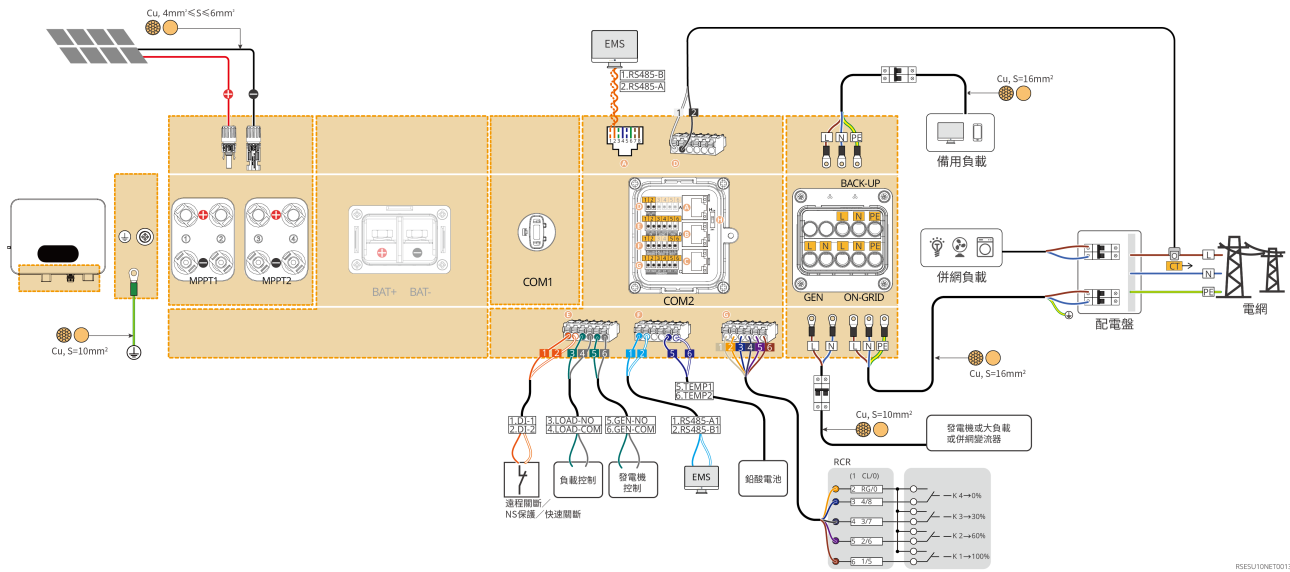 Cu, 4mm²≤S≤6mm²
EMS
1.RS485-B
2.RS485-A
1
2
Cu, S=16mm²
L N PE
備用負載
BACK-UP
L N PE
L N L N PE
GEN ON-GRID
1 2
3 4
MPPT1 MPPT2
BAT+ BAT-
COM1
COM2
併網負載
CT
L
N
PE
配電盤
電網
Cu, S=10mm²
E F G
1 2 3 4 5 6
1 2 5 6
1 2 3 4 5 6
L N L N PE
Cu, S=16mm²
5.TEMP1
6.TEMP2
1.DI-1
2.DI-2
3.LOAD-NO
4.LOAD-COM
5.GEN-NO
6.GEN-COM
1.RS485-A1
2.RS485-B1
Cu, S=10mm²
發電機或大負載
或併網變流器
負載控制
發電機
控制
EMS
鉛酸電池
遠程關斷／
NS保護／快速關斷
RCR
(1 CL/0)
2 RG/0
3 4/8
4 3/7
5 2/6
6 1/5
K 4→0%
K 3→30%
K 2→60%
K 1→100%
RSESU10NET0013